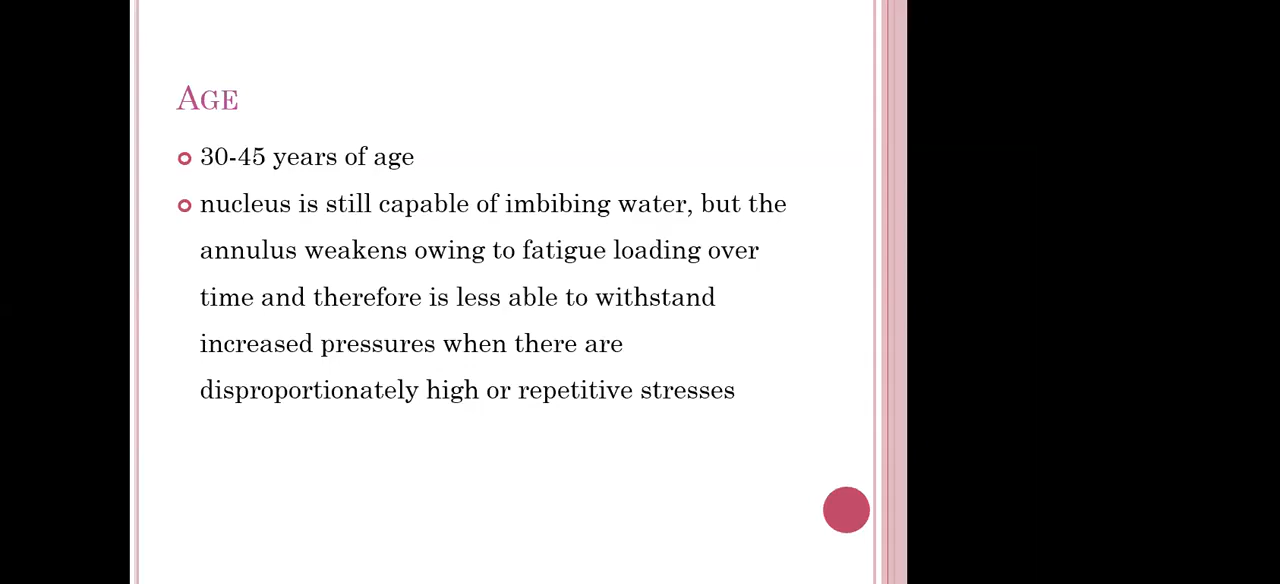 AGE
30-45 years of age
nucleus is still capable of imbibing water, but the
annulus weakens owing to fatigue loading over
time and therefore is less able to withstand
increased pressures when there are
disproportionately high or repetitive stresses